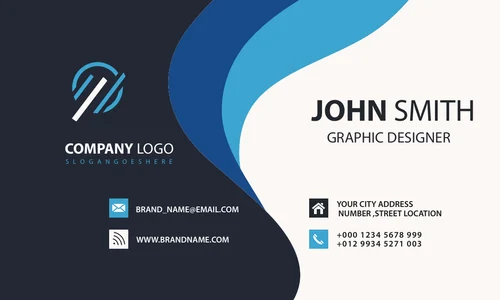 COMPANY LOGO
SLOGANGOESHERE
JOHN SMITH
GRAPHIC DESIGNER
BRAND_NAME@EMAIL.COM
WWW.BRANDNAME.COM
YOUR CITY ADDRESS
NUMBER ,STREET LOCATION
+000 1234 5678 999
+012 9934 5271 003